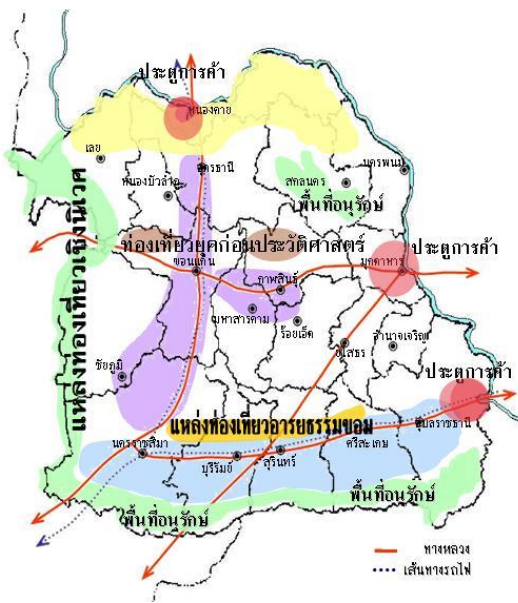 ประตูการค้า
หนองคาย
เลย
อุดรธานี
หนองบัวลำภู
นครพนม
สกลนคร
พื้นที่อนุรักษ์
แหล่งท่องเที่ยวเชิงนิเวศ
ท่องเที่ยวยุคก่อนประวัติศาสตร์
ประตูการค้า
ขอนแก่น
มุกดาหาร
กาฬสินธุ์
มหาสารคาม
ร้อยเอ็ด
ยโสธร
อำนาจเจริญ
ชัยภูมิ
ประตูการค้า
แหล่งท่องเที่ยวอารยธรรมขอม
อุบลราชธานี
นครราชสีมา
บุรีรัมย์
สุรินทร์
ศรีสะเกษ
พื้นที่อนุรักษ์
พื้นที่อนุรักษ์
ทางหลวง
เส้นทางรถไฟ